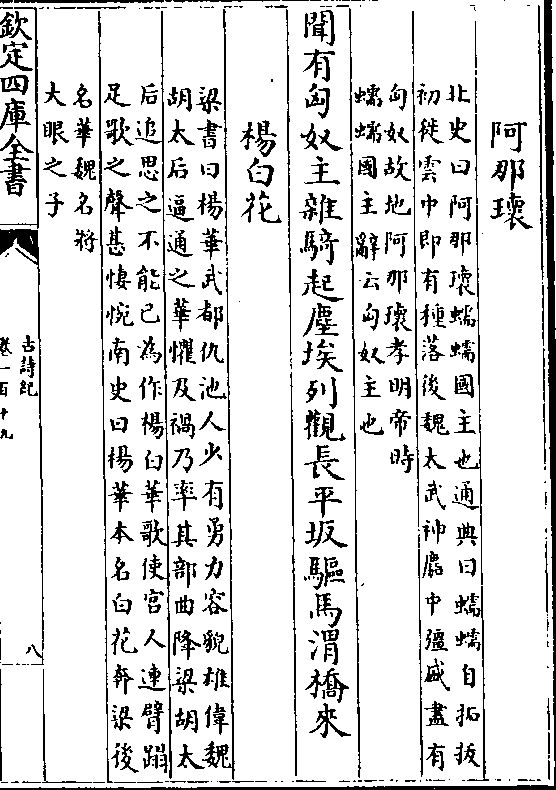 阿那瓌
北史曰阿那瓌蠕蠕國主也通典曰蠕蠕自拓拔
初徙雲中即有種落後魏太武神䴥中彊盛盡有
匈奴故地阿那瓌孝明帝時
蠕蠕國主辭云匈奴主也
聞有匈奴主雜騎起塵埃列觀長平坂驅馬渭橋來
楊白花
梁書曰楊華武都仇池人少有勇力容貌雄偉魏
胡太后逼通之華懼及禍乃率其部曲降梁胡太
后追思之不能已為作楊白華歌使宫人連臂蹋
足歌之聲甚悽惋南史曰楊華本名白花奔梁後
名華魏名將
大眼之子
欽定四庫全書
古詩紀
卷一百十九
八